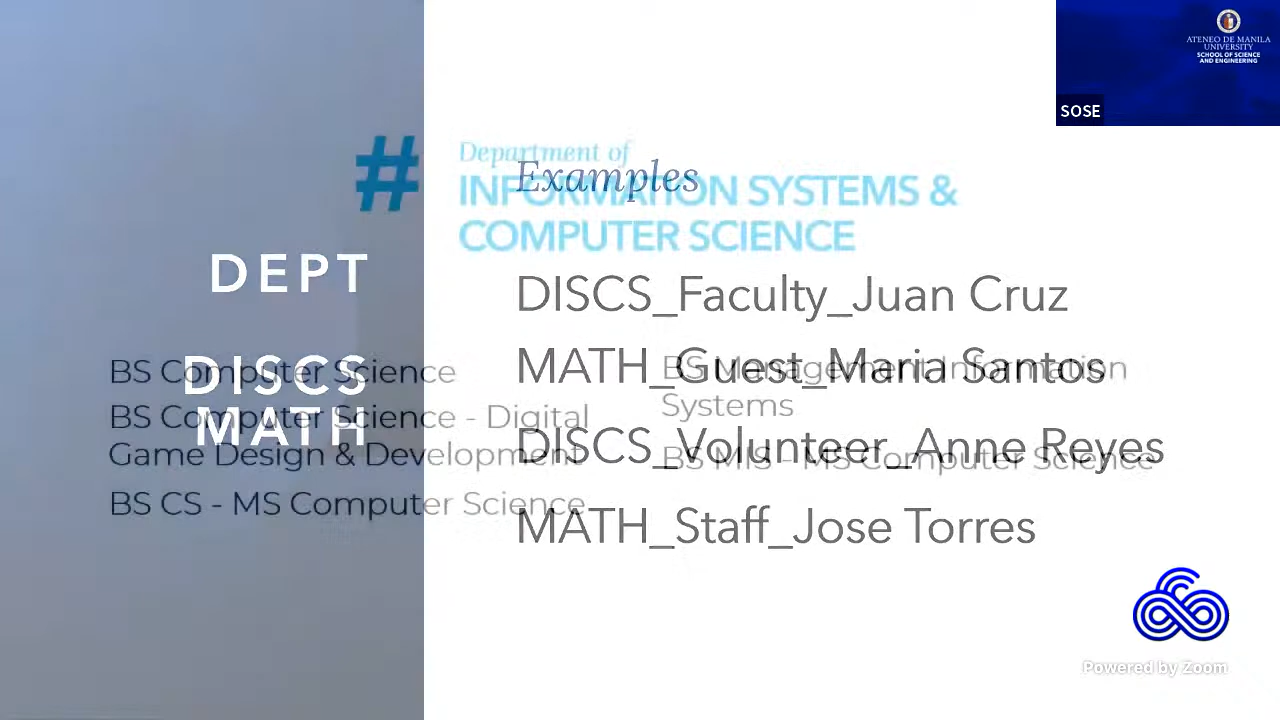 ATENEO DE MANILA
UNIVERSITY
SCHOOL OF SCIENCE
AND ENGINEERING
SOSE
#
Department of
INFORMATION SYSTEMS &
COMPUTER SCIENCE
Examples
DEPT
DISCS
MATH
DISCS_Faculty_Juan Cruz
MATH_Guest_Maria Santos
DISCS_Volunteer_Anne Reyes
MATH_Staff_Jose Torres
BS Computer Science
BS Computer Science - Digital
Game Design & Development
BS CS - MS Computer Science
BS Management Information
Systems
BS MIS - MS Computer Science
Powered by Zoom